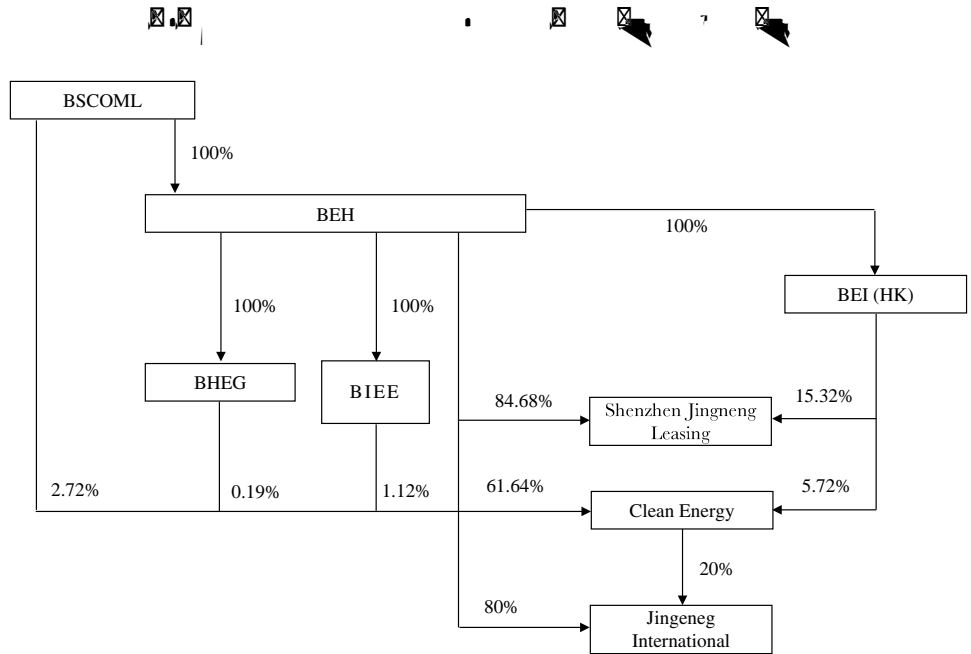 BSCOML
100%
BEH
100%
BEI (HK)
100%
100%
BHEG
BIEE
84.68%
Shenzhen Jingneng
Leasing
15.32%
2.72%
0.19%
1.12%
61.64%
Clean Energy
5.72%
20%
80%
Jingeneg
International